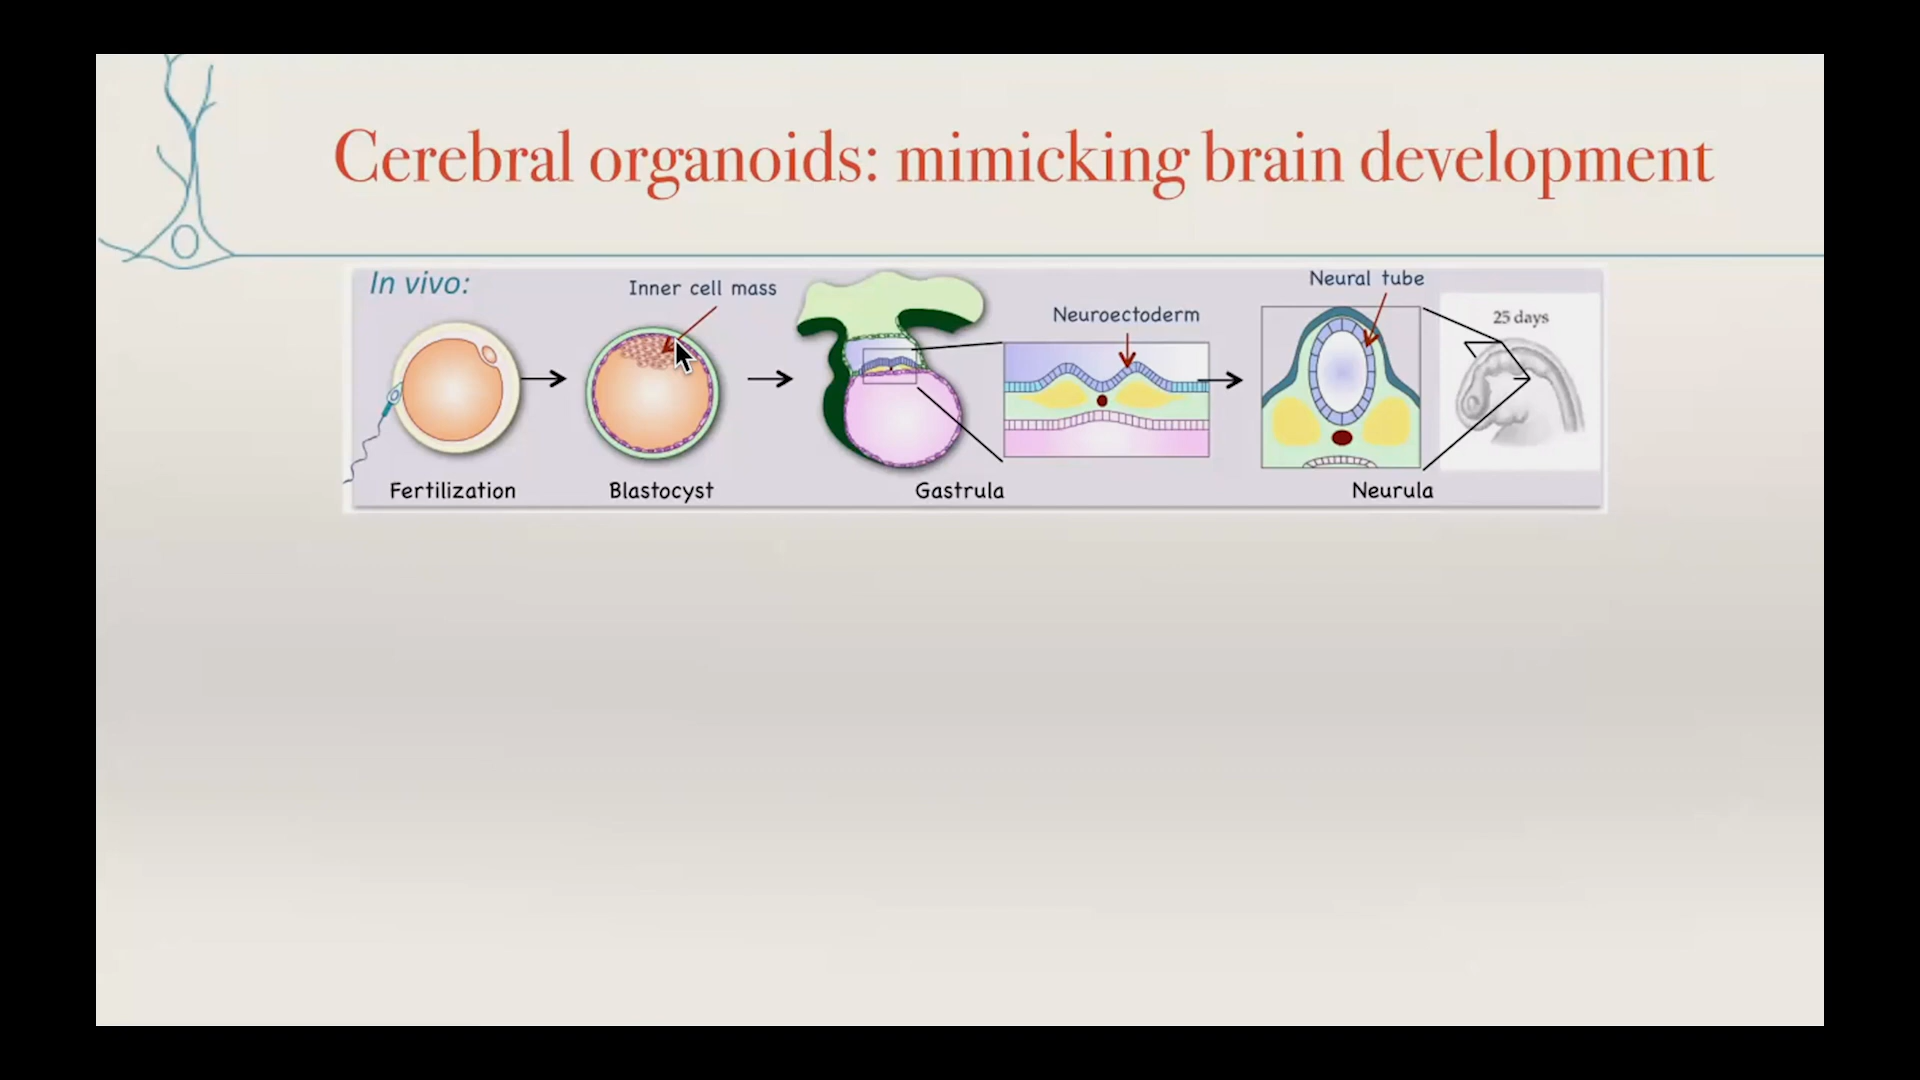 Cerebral organoids: mimicking brain development
In vivo:
Inner cell mass
Neuroectoderm
Neural tube
25 days
Fertilization
Blastocyst
Gastrula
Neurula